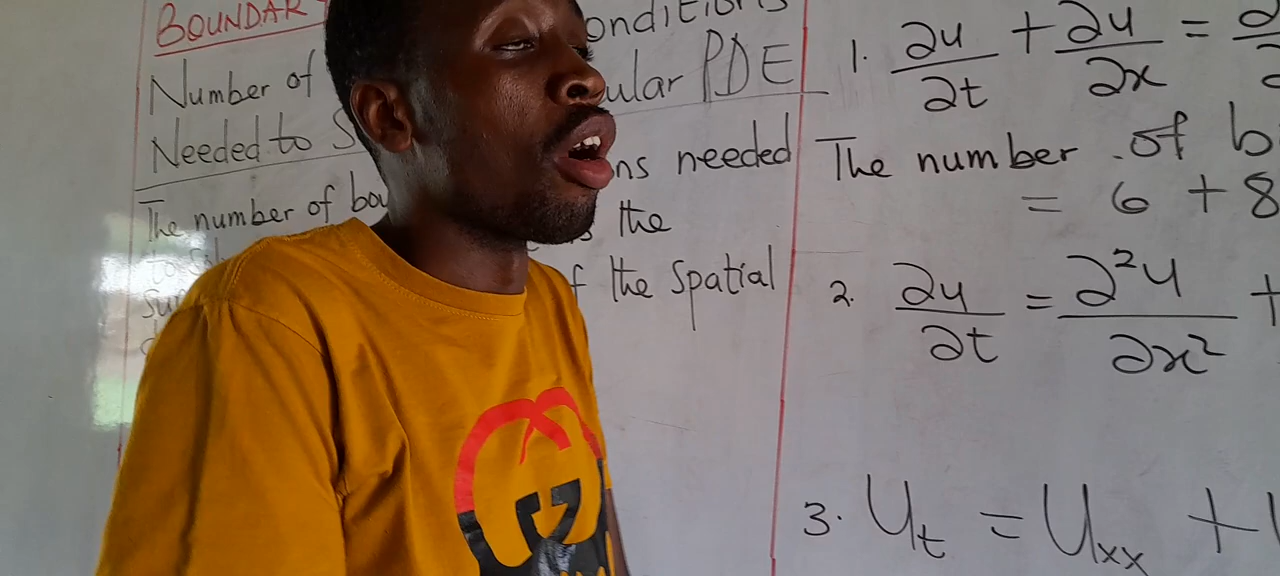 BOUNDAR onditions
Number of ular PDE
Needed to S ns needed
The number of bou s the
f the Spatial
1. ∂u/∂t + ∂u/∂x =
The number of b
= 6 + 8
2. ∂u/∂t = ∂²u/∂x² +
3. Ut = Uxx +